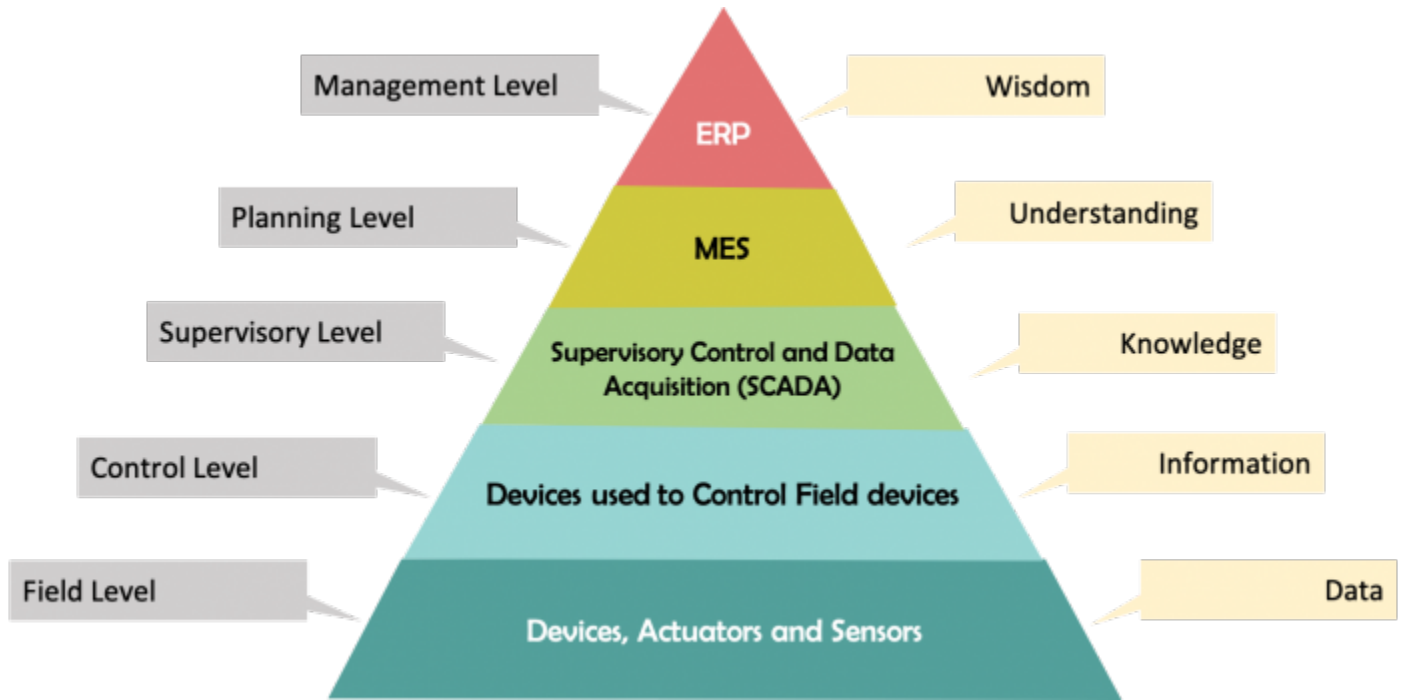 Management Level
ERP
Wisdom
Planning Level
MES
Understanding
Supervisory Level
Supervisory Control and Data
Acquisition (SCADA)
Knowledge
Control Level
Devices used to Control Field devices
Information
Field Level
Devices, Actuators and Sensors
Data